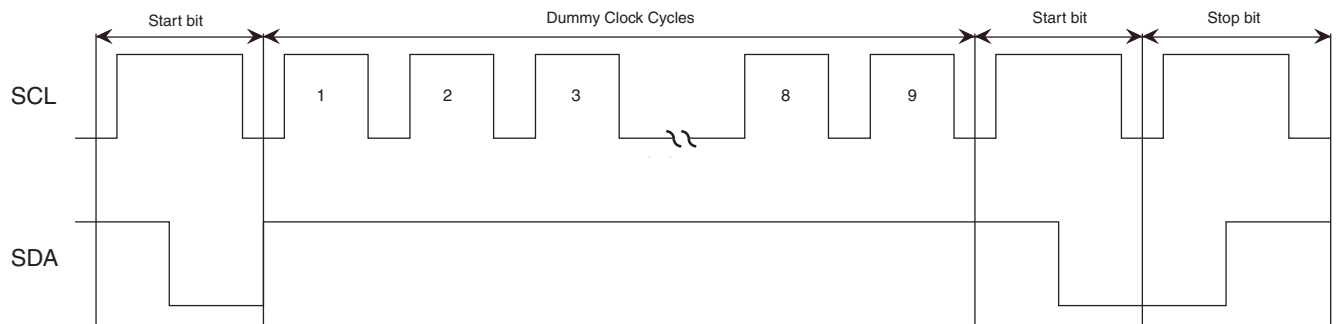 Start bit
Dummy Clock Cycles
Start bit
Stop bit
SCL
1
2
3
8
9
SDA